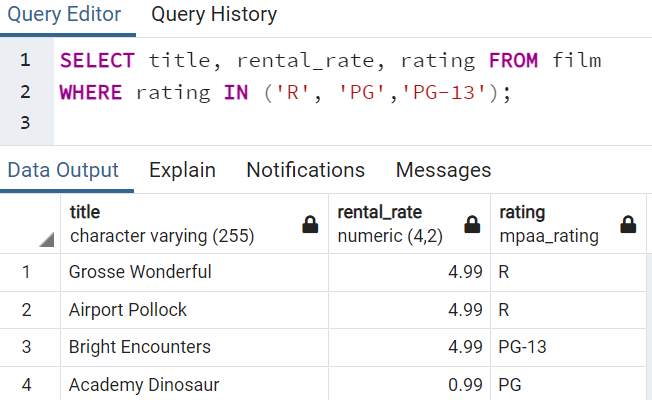 Query Editor Query History
1 SELECT title, rental_rate, rating FROM film
2 WHERE rating IN ('R', 'PG','PG-13');
3
Data Output Explain Notifications Messages
title rental_rate rating
character varying (255) numeric (4,2) mpaa_rating
1 Grosse Wonderful 4.99 R
2 Airport Pollock 4.99 R
3 Bright Encounters 4.99 PG-13
4 Academy Dinosaur 0.99 PG